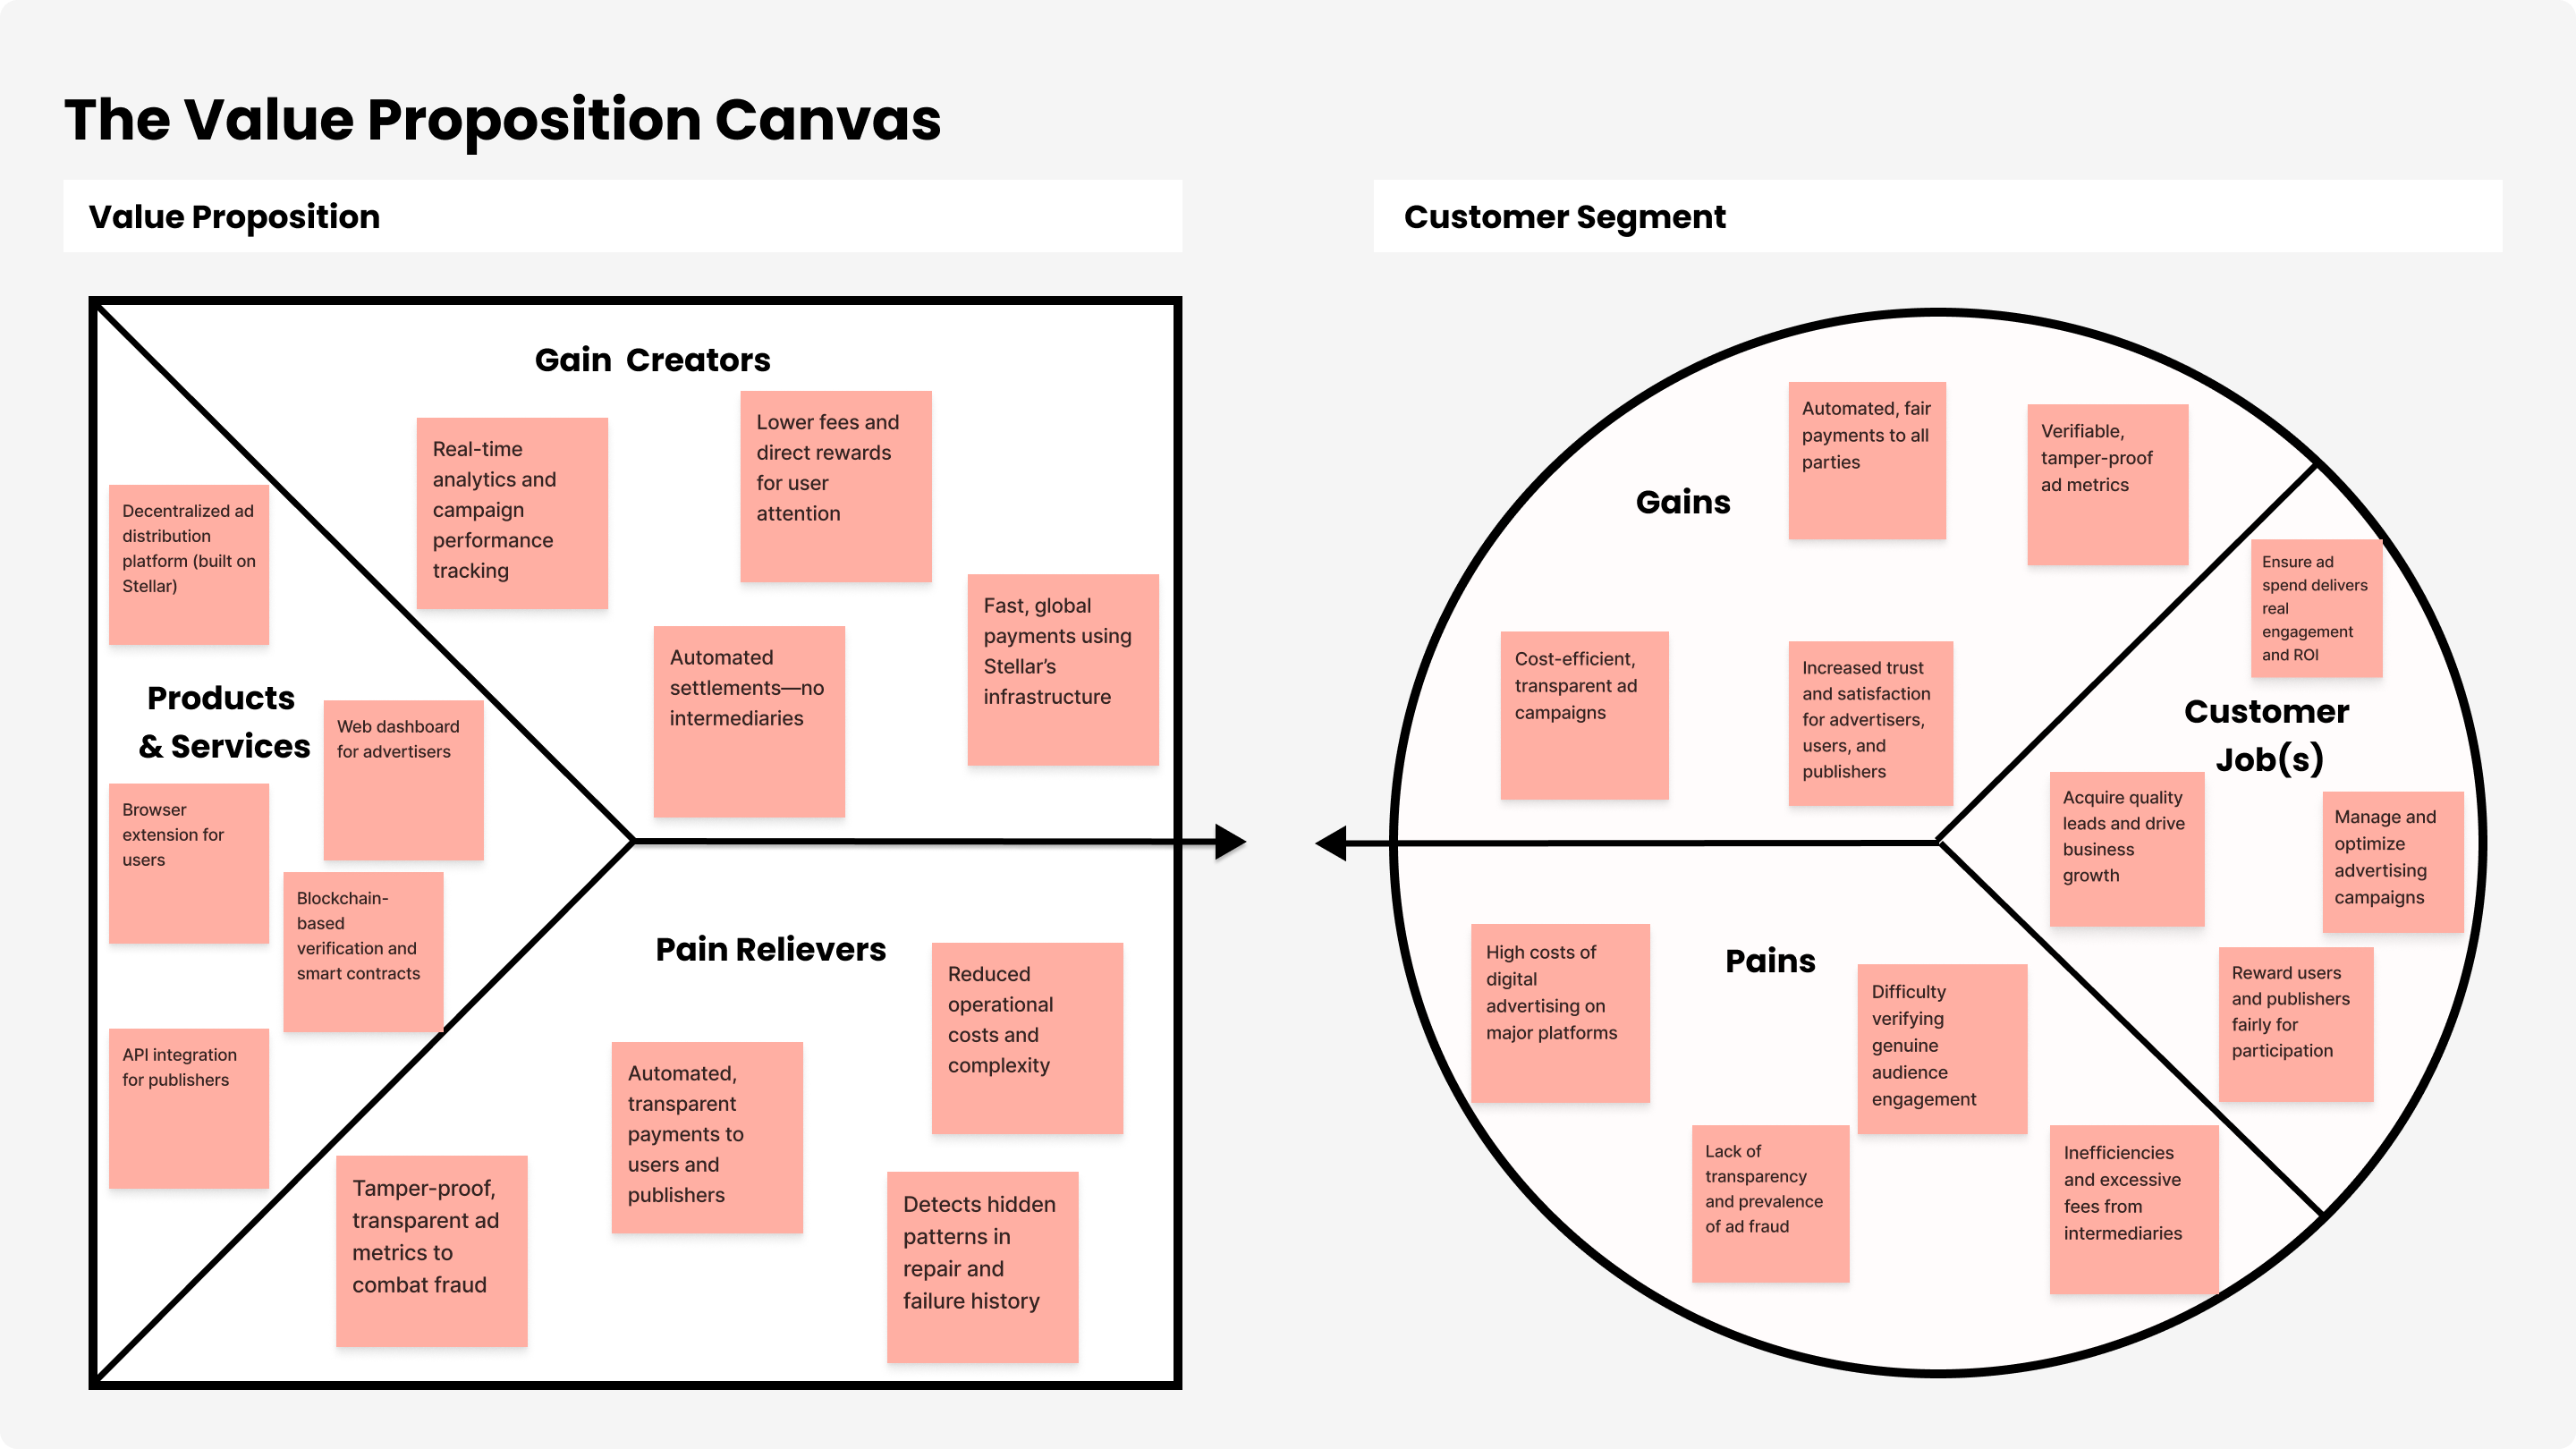 The Value Proposition Canvas
Value Proposition
Gain Creators
Real-time
analytics and
campaign
performance
tracking
Lower fees and
direct rewards
for user
attention
Automated
settlements—no
intermediaries
Fast, global
payments using
Stellar’s
infrastructure
Decentralized ad
distribution
platform (built on
Stellar)
Products
& Services
Web dashboard
for advertisers
Browser
extension for
users
Blockchain-
based
verification and
smart contracts
API integration
for publishers
Pain Relievers
Reduced
operational
costs and
complexity
Automated,
transparent
payments to
users and
publishers
Tamper-proof,
transparent ad
metrics to
combat fraud
Detects hidden
patterns in
repair and
failure history
Customer Segment
Gains
Automated, fair
payments to all
parties
Verifiable,
tamper-proof
ad metrics
Cost-efficient,
transparent ad
campaigns
Increased trust
and satisfaction
for advertisers,
users, and
publishers
Ensure ad
spend delivers
real
engagement
and ROI
Customer
Job(s)
Acquire quality
leads and drive
business
growth
Manage and
optimize
advertising
campaigns
Reward users
and publishers
fairly for
participation
Pains
High costs of
digital
advertising on
major platforms
Difficulty
verifying
genuine
audience
engagement
Lack of
transparency
and prevalence
of ad fraud
Inefficiencies
and excessive
fees from
intermediaries